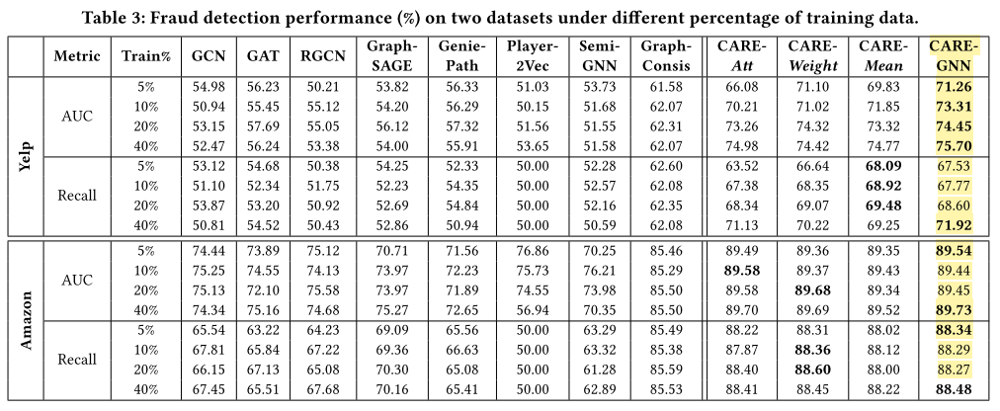 Table 3: Fraud detection performance (%) on two datasets under different percentage of training data.
Metric Train% GCN GAT RGCN Graph-SAGE Genie-Path Player-2Vec Semi-GNN Graph-Consis CARE-Att CARE-Weight CARE-Mean CARE-GNN
Yelp
AUC
5% 54.98 56.23 50.21 53.82 56.33 51.03 53.73 61.58 66.08 71.10 69.83 71.26
10% 50.94 55.45 55.12 54.20 56.29 50.15 51.68 62.07 70.21 71.02 71.85 73.31
20% 53.15 57.69 55.05 56.12 57.32 51.56 51.55 62.31 73.26 74.32 73.32 74.45
40% 52.47 56.24 53.38 54.00 55.91 53.65 51.58 62.07 74.98 74.42 74.77 75.70
Recall
5% 53.12 54.68 50.38 54.25 52.33 50.00 52.28 62.60 63.52 66.64 68.09 67.53
10% 51.10 52.34 51.75 52.23 54.35 50.00 52.57 62.08 67.38 68.35 68.92 67.77
20% 53.87 53.20 50.92 52.69 54.84 50.00 52.16 62.35 68.34 69.07 69.48 68.60
40% 50.81 54.52 50.43 52.86 50.94 50.00 50.59 62.08 71.13 70.22 69.25 71.92
Amazon
AUC
5% 74.44 73.89 75.12 70.71 71.56 76.86 70.25 85.46 89.49 89.36 89.35 89.54
10% 75.25 74.55 74.13 73.97 72.23 75.73 76.21 85.29 89.58 89.37 89.43 89.44
20% 75.13 72.10 75.58 73.97 71.89 74.55 73.98 85.50 89.58 89.68 89.34 89.45
40% 74.34 75.16 74.68 75.27 72.65 56.94 70.35 85.50 89.70 89.69 89.52 89.73
Recall
5% 65.54 63.22 64.23 69.09 65.56 50.00 63.29 85.49 88.22 88.31 88.02 88.34
10% 67.81 65.84 67.22 69.36 66.63 50.00 63.32 85.38 87.87 88.36 88.12 88.29
20% 66.15 67.13 65.08 70.30 65.08 50.00 61.28 85.59 88.40 88.60 88.00 88.27
40% 67.45 65.51 67.68 70.16 65.41 50.00 62.89 85.53 88.41 88.45 88.22 88.48